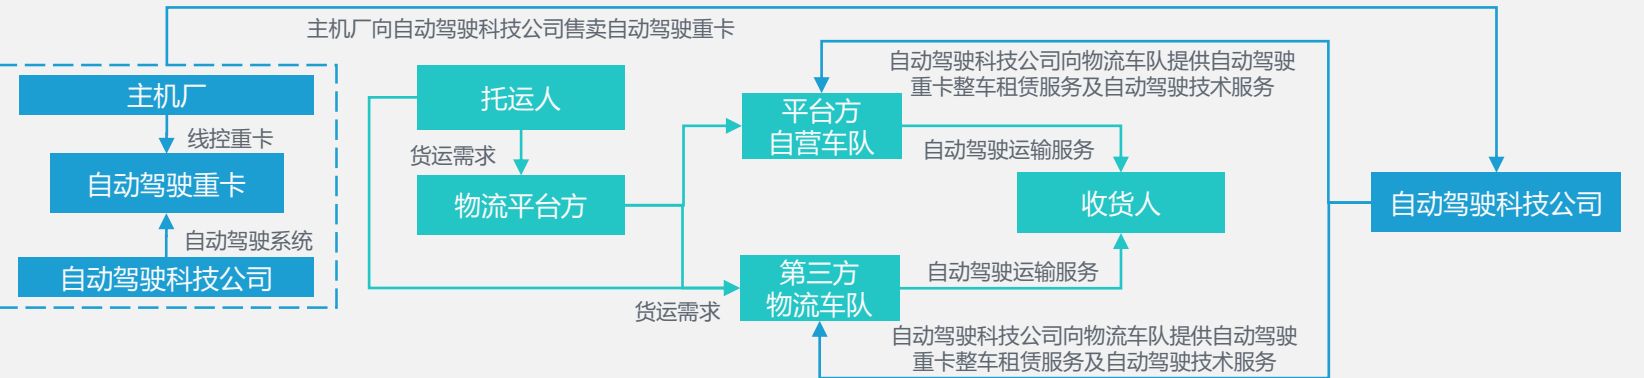 主机厂向自动驾驶科技公司售卖自动驾驶重卡
主机厂
线控重卡
自动驾驶重卡
自动驾驶系统
自动驾驶科技公司
托运人
货运需求
物流平台方
货运需求
自动驾驶科技公司向物流车队提供自动驾驶
重卡整车租赁服务及自动驾驶技术服务
平台方
自营车队
自动驾驶运输服务
收货人
第三方
物流车队
自动驾驶运输服务
自动驾驶科技公司向物流车队提供自动驾驶
重卡整车租赁服务及自动驾驶技术服务
自动驾驶科技公司